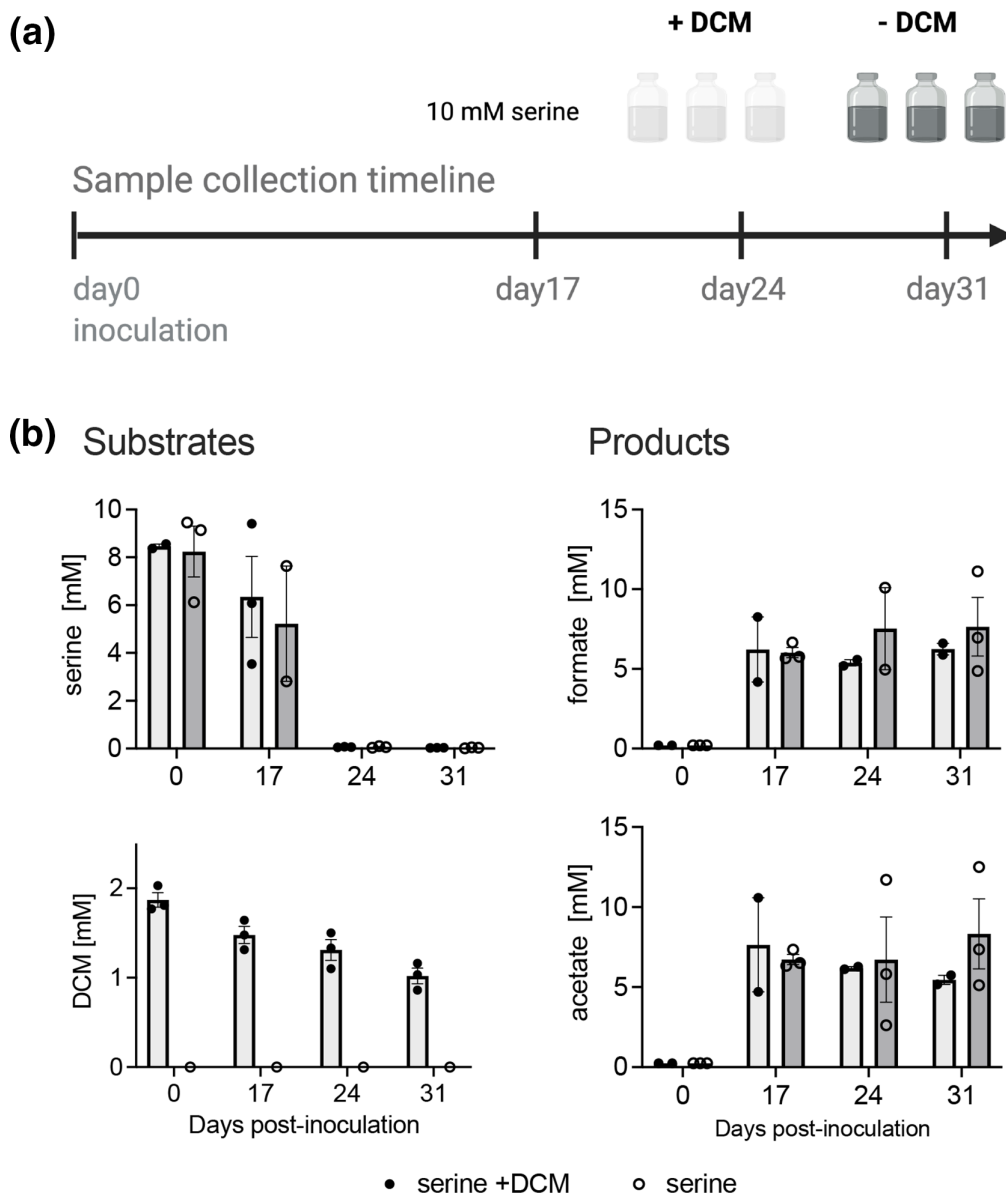 (a)
+ DCM - DCM
10 mM serine
Sample collection timeline
day0 day17 day24 day31
inoculation
(b) Substrates Products
serine [mM]
10
8
6
4
2
0
0 17 24 31
formate [mM]
15
10
5
0
0 17 24 31
DCM [mM]
2
1
0
0 17 24 31
Days post-inoculation
acetate [mM]
15
10
5
0
0 17 24 31
Days post-inoculation
serine +DCM serine